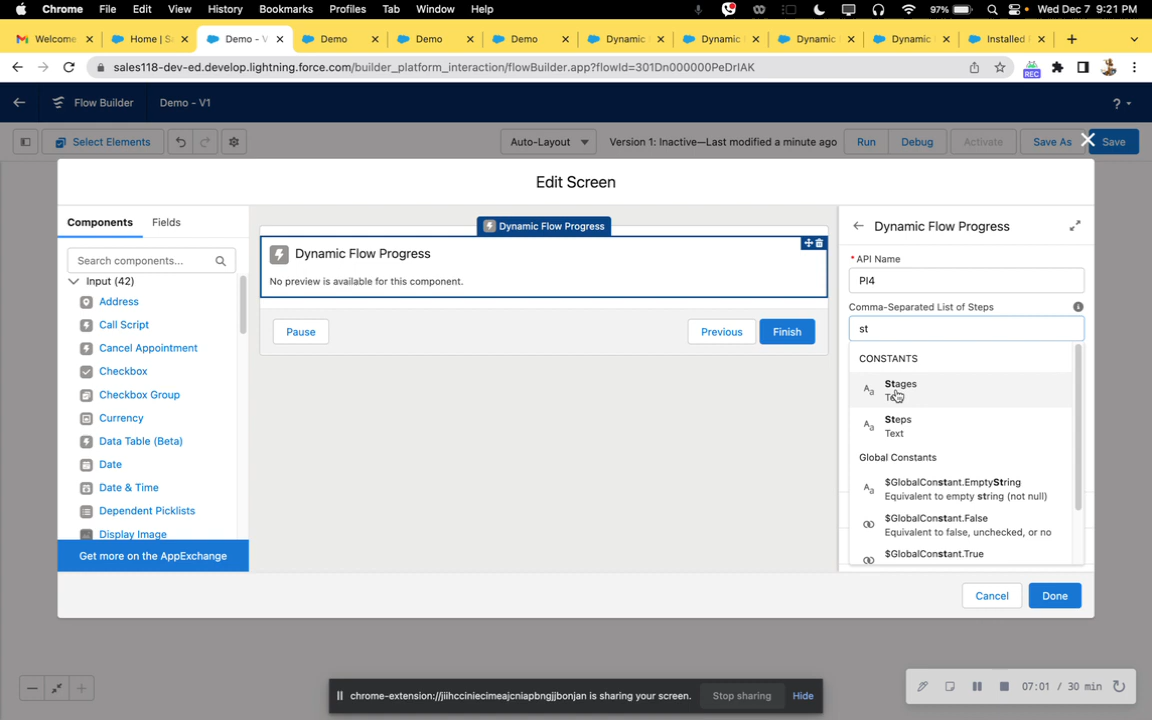 Chrome File Edit View History Bookmarks Profiles Tab Window Help 97% Wed Dec 7 9:21 PM
Welcome Home | S Demo - V Demo Demo Demo Dynamic Dynamic Dynamic Dynamic Installed
sales118-dev-ed.develop.lightning.force.com/builder_platform_interaction/flowBuilder.app?flowId=301Dn000000PeDrIAK
REC
Flow Builder Demo - V1 ?
Select Elements Auto-Layout Version 1: Inactive—Last modified a minute ago Run Debug Activate Save As Save
Edit Screen
Components Fields
Search components...
Input (42)
Address
Call Script
Cancel Appointment
Checkbox
Checkbox Group
Currency
Data Table (Beta)
Date
Date & Time
Dependent Picklists
Display Image
Get more on the AppExchange
Dynamic Flow Progress
Dynamic Flow Progress
No preview is available for this component.
Pause Previous Finish
Dynamic Flow Progress
* API Name
PI4
Comma-Separated List of Steps
st
CONSTANTS
Stages
Text
Steps
Text
Global Constants
$GlobalConstant.EmptyString
Equivalent to empty string (not null)
$GlobalConstant.False
Equivalent to false, unchecked, or no
$GlobalConstant.True
Cancel Done
chrome-extension://jiihcciniecimeajcniapbngjjbonjan is sharing your screen. Stop sharing Hide
07:01 / 30 min